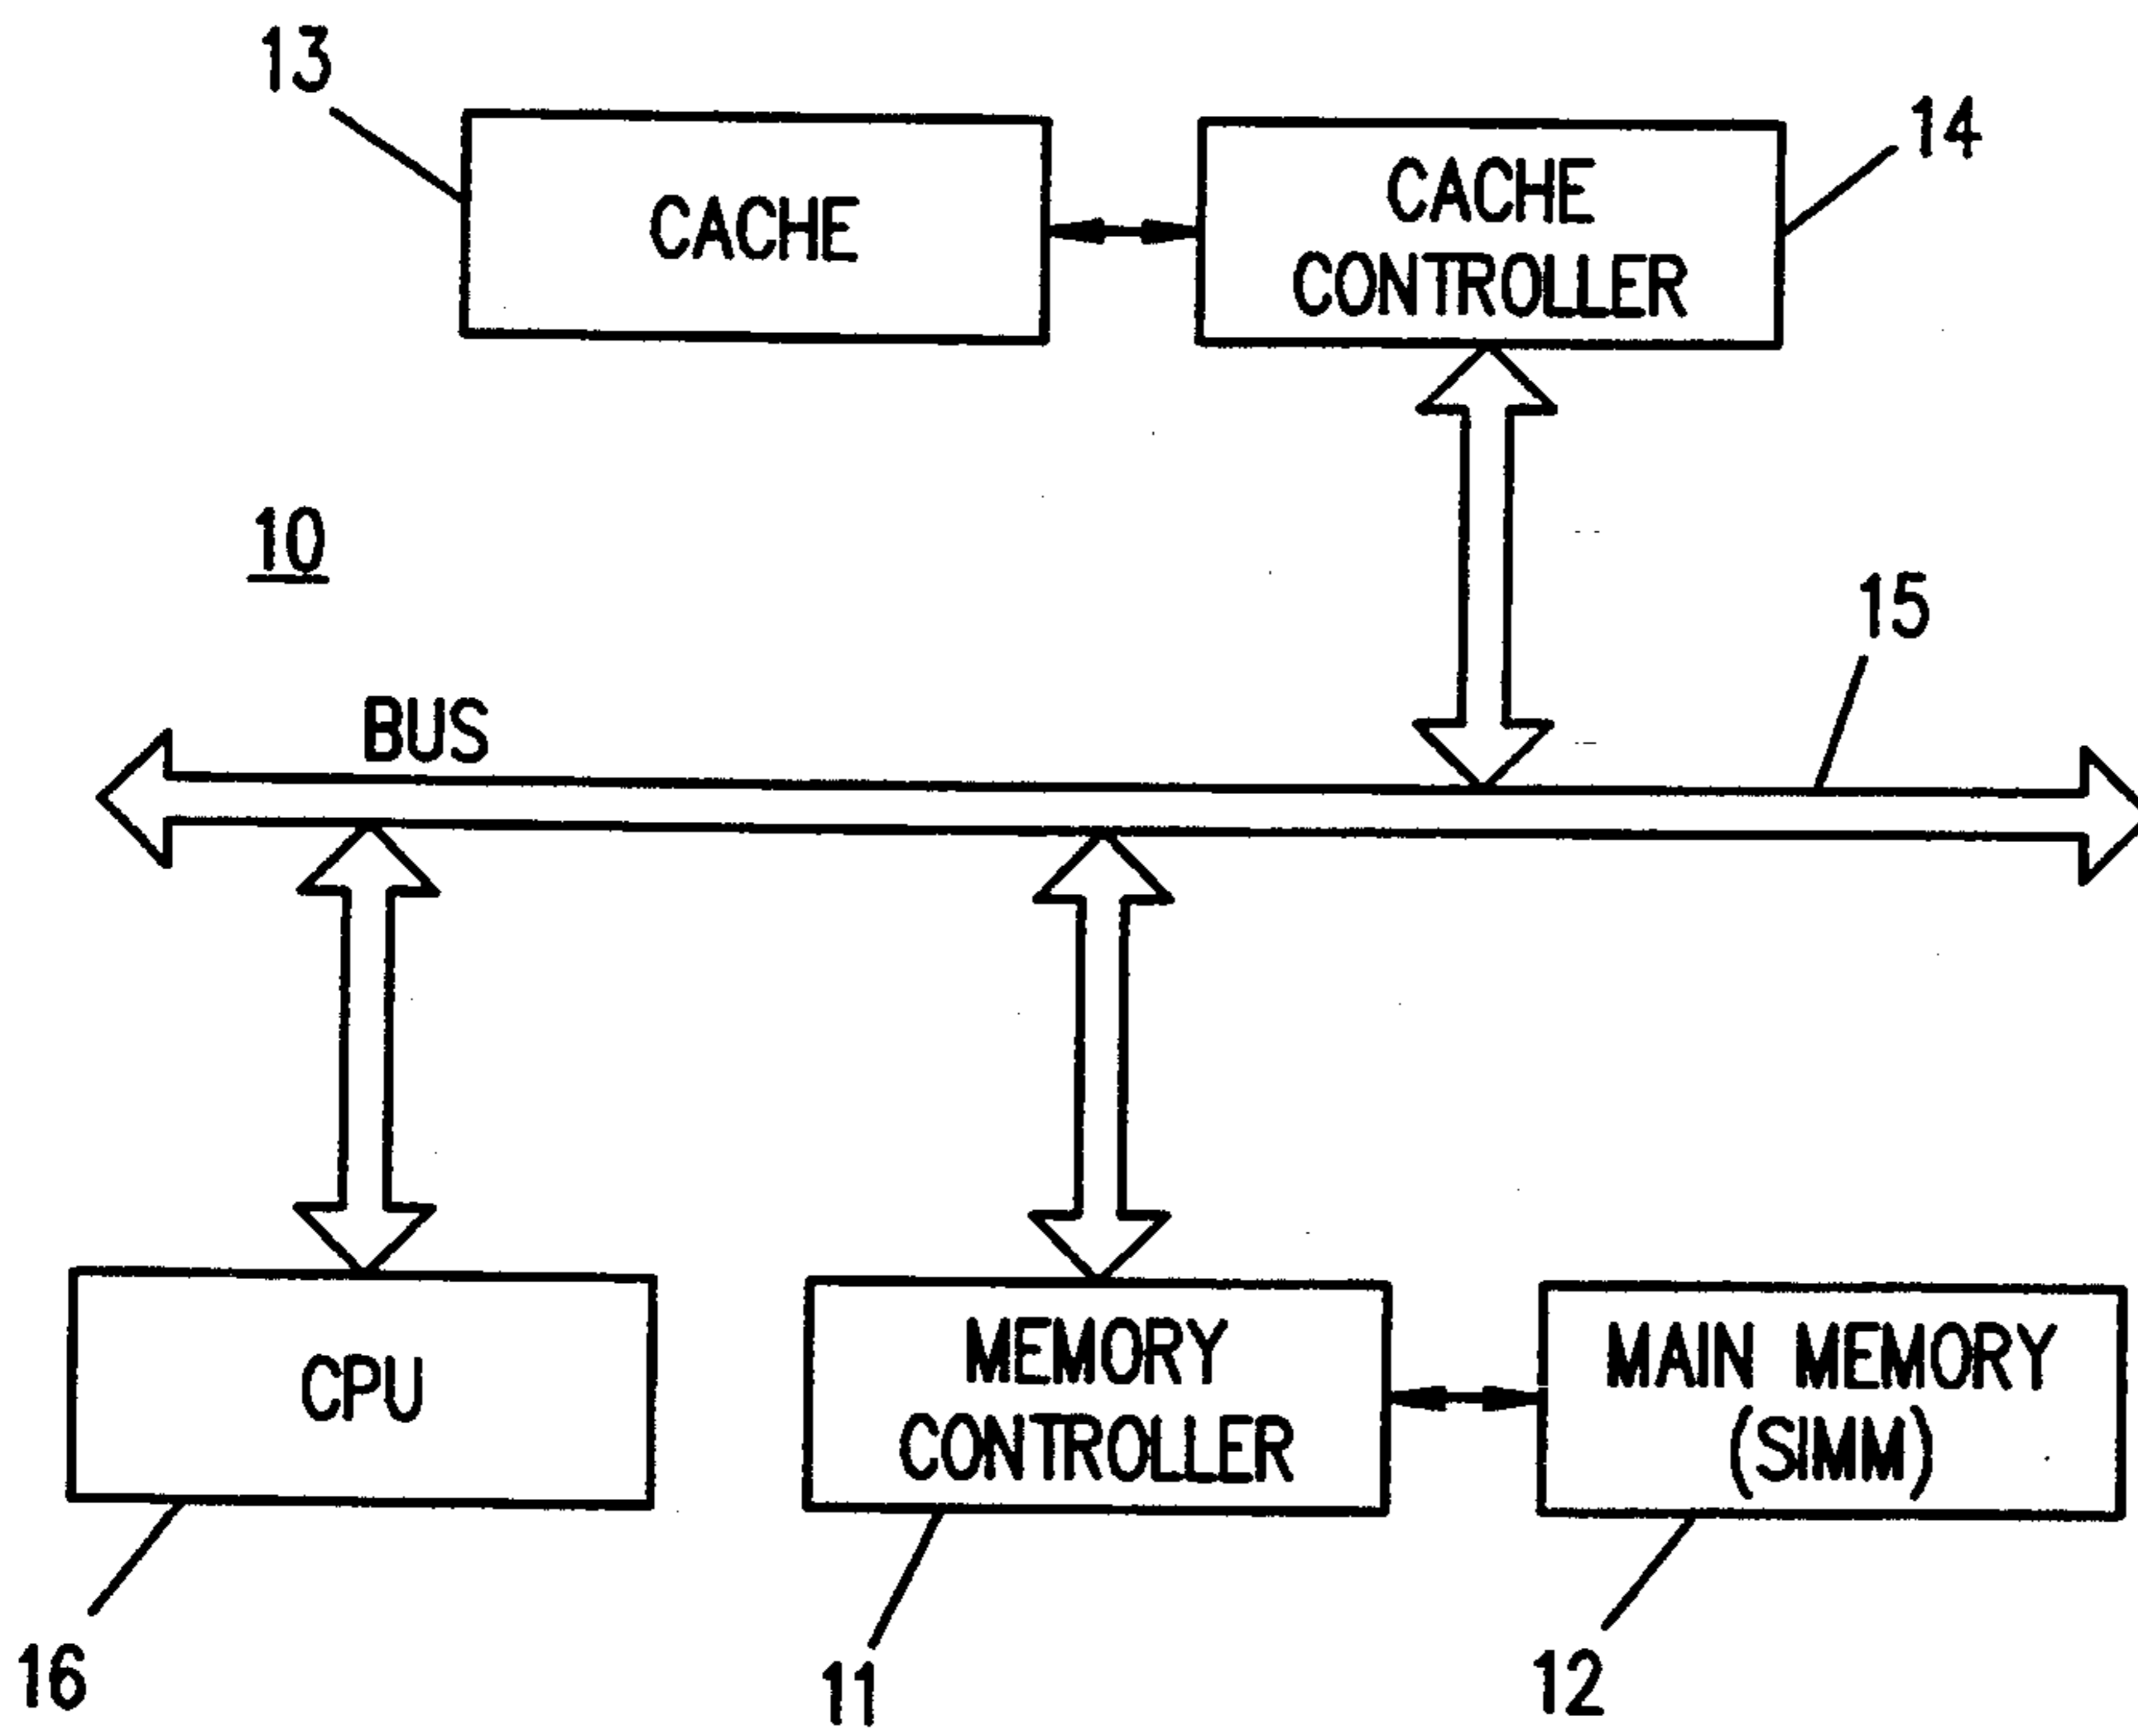 13
14
CACHE
CACHE
CONTROLLER
10
15
BUS
CPU
MEMORY
CONTROLLER
MAIN MEMORY
(SIMM)
16
11
12